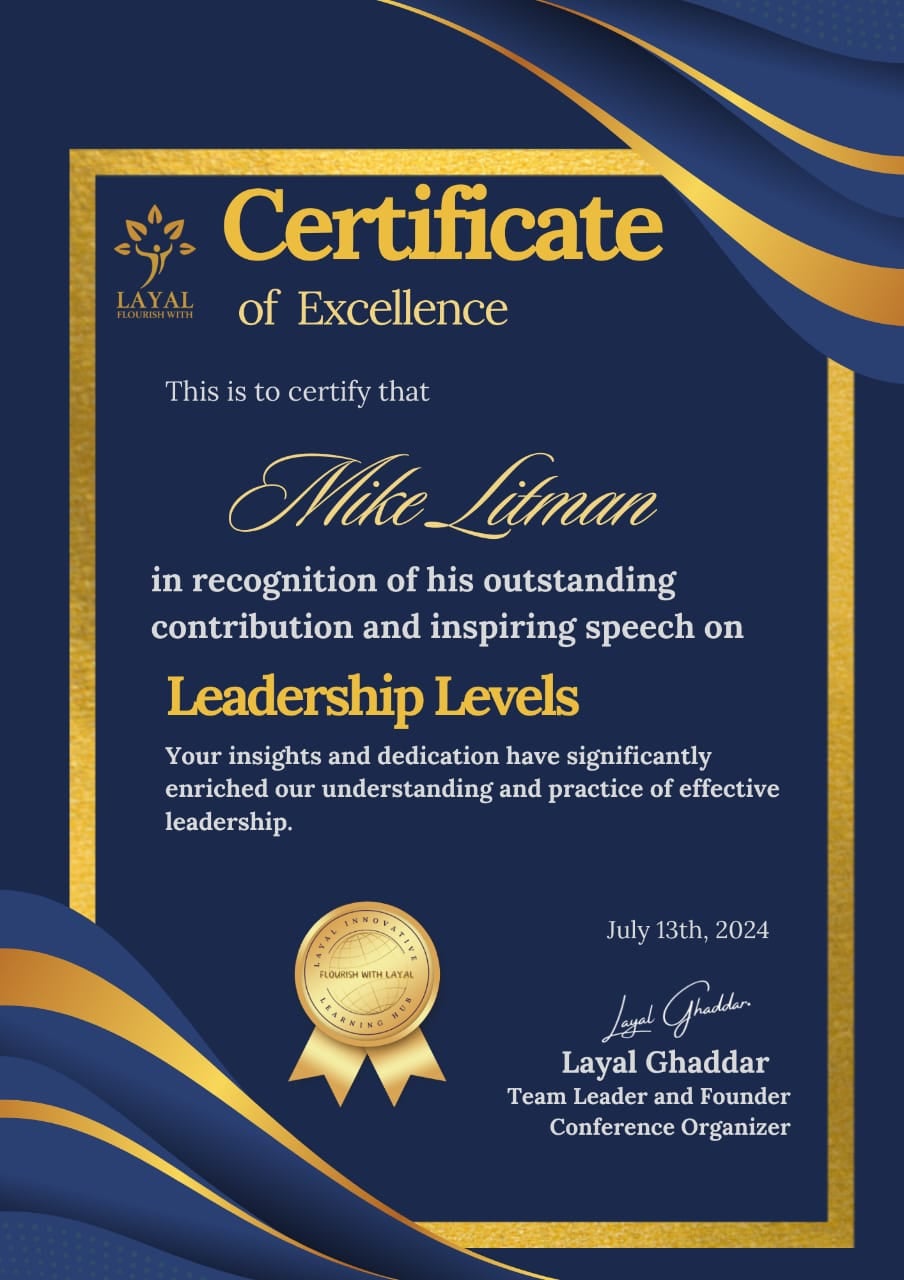 Certificate
of Excellence
LAYAL
FLOURISH WITH
This is to certify that
Mike Litman
in recognition of his outstanding
contribution and inspiring speech on
Leadership Levels
Your insights and dedication have significantly
enriched our understanding and practice of effective
leadership.
LAYAL INNOVATIVE
FLOURISH WITH LAYAL
LEARNING HUB
July 13th, 2024
Layal Ghaddar
Layal Ghaddar
Team Leader and Founder
Conference Organizer